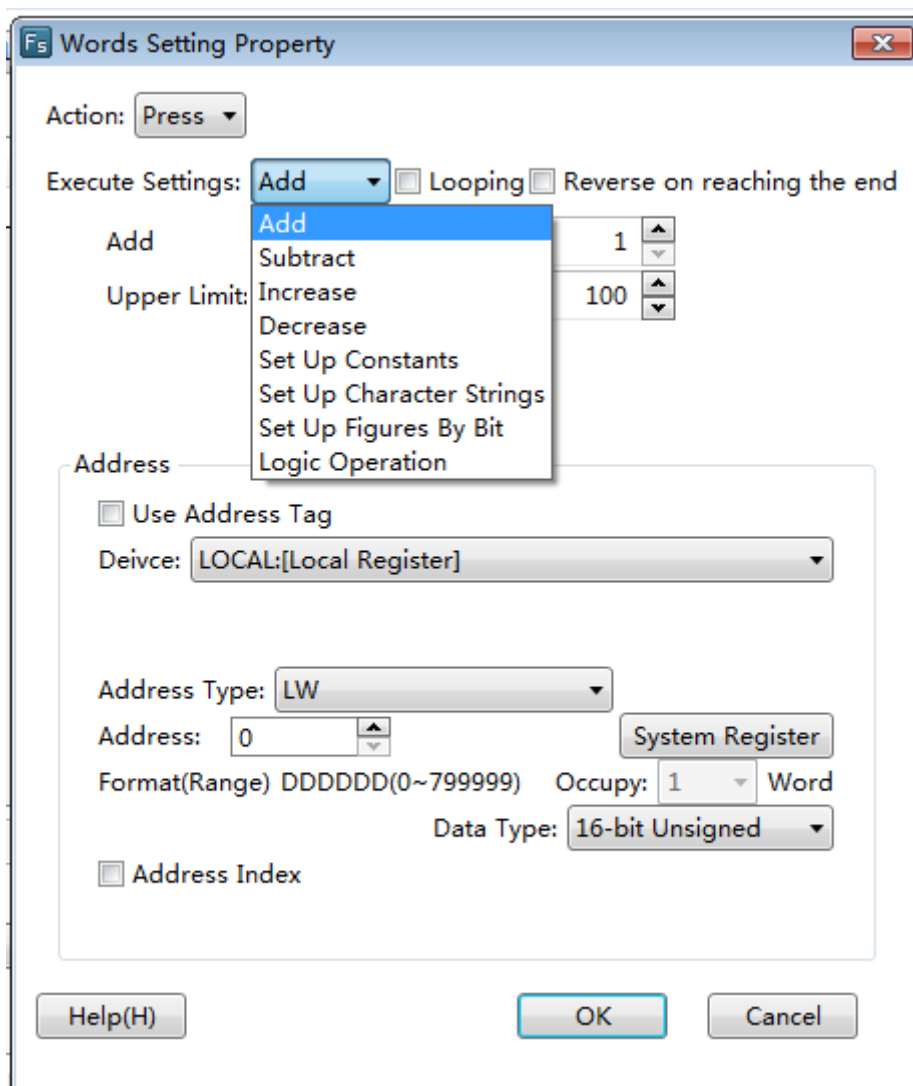 Fs Words Setting Property
Action: Press
Execute Settings: Add Looping Reverse on reaching the end
Add
Subtract
Increase
Decrease
Set Up Constants
Set Up Character Strings
Set Up Figures By Bit
Logic Operation
Add 1
Upper Limit: 100
Address
Use Address Tag
Deivce: LOCAL:[Local Register]
Address Type: LW
Address: 0 System Register
Format(Range) DDDDDD(0~799999) Occupy: 1 Word
Data Type: 16-bit Unsigned
Address Index
Help(H) OK Cancel